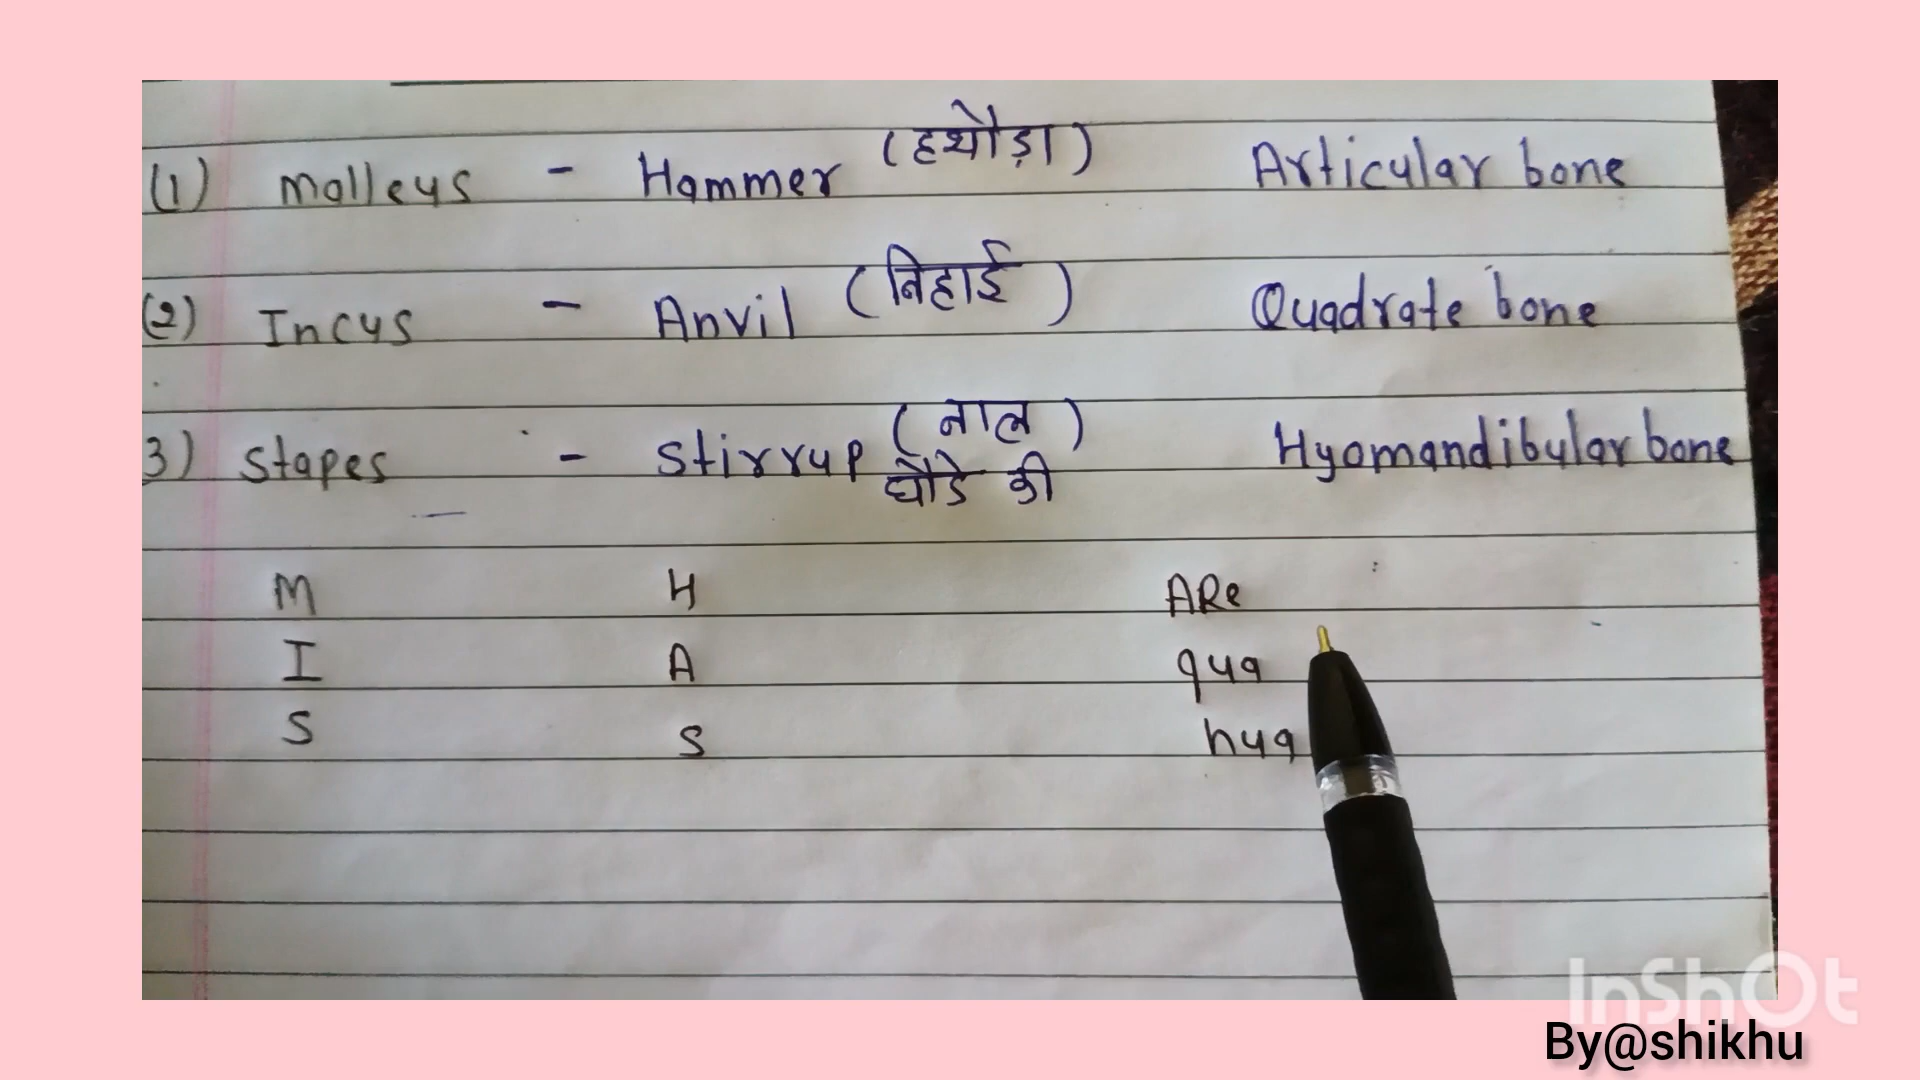 (1) Malleus - Hammer (हथौड़ा) Articular bone
(2) Incus - Anvil (निहाई) Quadrate bone
3) Stapes - Stirrup (नाल) Hyomandibular bone
घोडे की
M H ARe
I A qua
S S hya
InShOt
By@shikhu